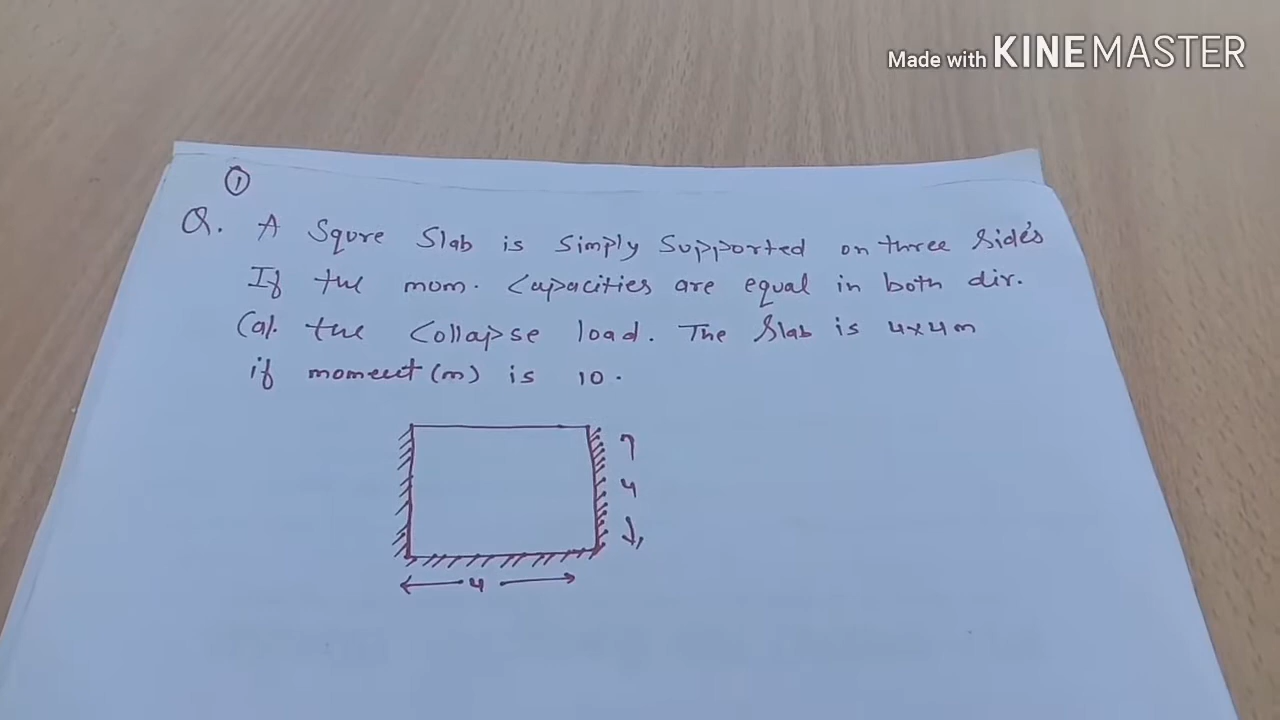 Made with KINEMASTER
1
Q. A Squre Slab is Simply Supported on three Side's
If the mom. Capacities are equal in both dir.
Cal. the Collapse load. The Slab is 4x4m
if moment (m) is 10.
4
4